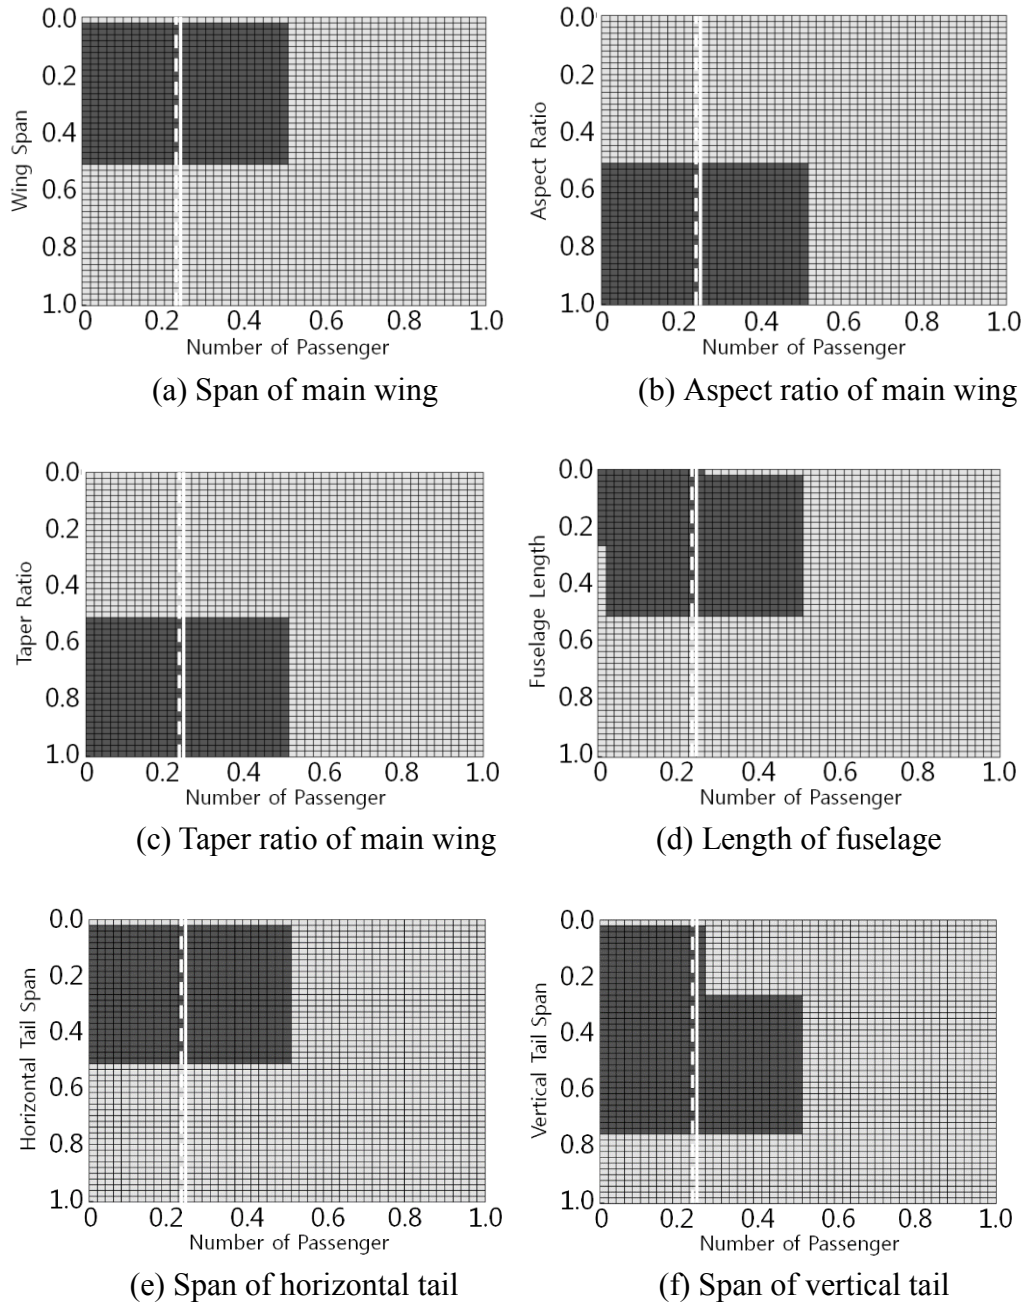 0.0
0.2
0.4
0.6
0.8
1.0
Wing Span
0 0.2 0.4 0.6 0.8 1.0
Number of Passenger
(a) Span of main wing
0.0
0.2
0.4
0.6
0.8
1.0
Aspect Ratio
0 0.2 0.4 0.6 0.8 1.0
Number of Passenger
(b) Aspect ratio of main wing
0.0
0.2
0.4
0.6
0.8
1.0
Taper Ratio
0 0.2 0.4 0.6 0.8 1.0
Number of Passenger
(c) Taper ratio of main wing
0.0
0.2
0.4
0.6
0.8
1.0
Fuselage Length
0 0.2 0.4 0.6 0.8 1.0
Number of Passenger
(d) Length of fuselage
0.0
0.2
0.4
0.6
0.8
1.0
Horizontal Tail Span
0 0.2 0.4 0.6 0.8 1.0
Number of Passenger
(e) Span of horizontal tail
0.0
0.2
0.4
0.6
0.8
1.0
Vertical Tail Span
0 0.2 0.4 0.6 0.8 1.0
Number of Passenger
(f) Span of vertical tail